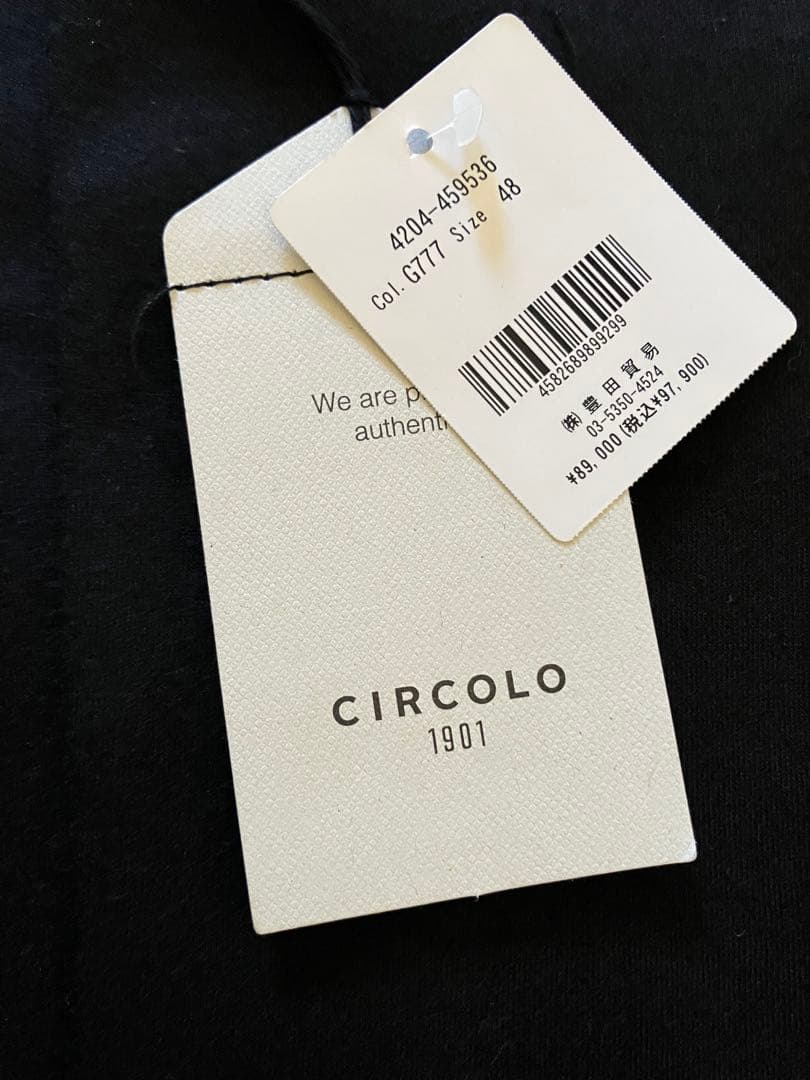 4204-459536
Col. G777 Size 48
4582689899299
㈱豊田貿易
03-5350-4524
¥89,000(税込¥97,900)
We are
CIRCOLO
1901